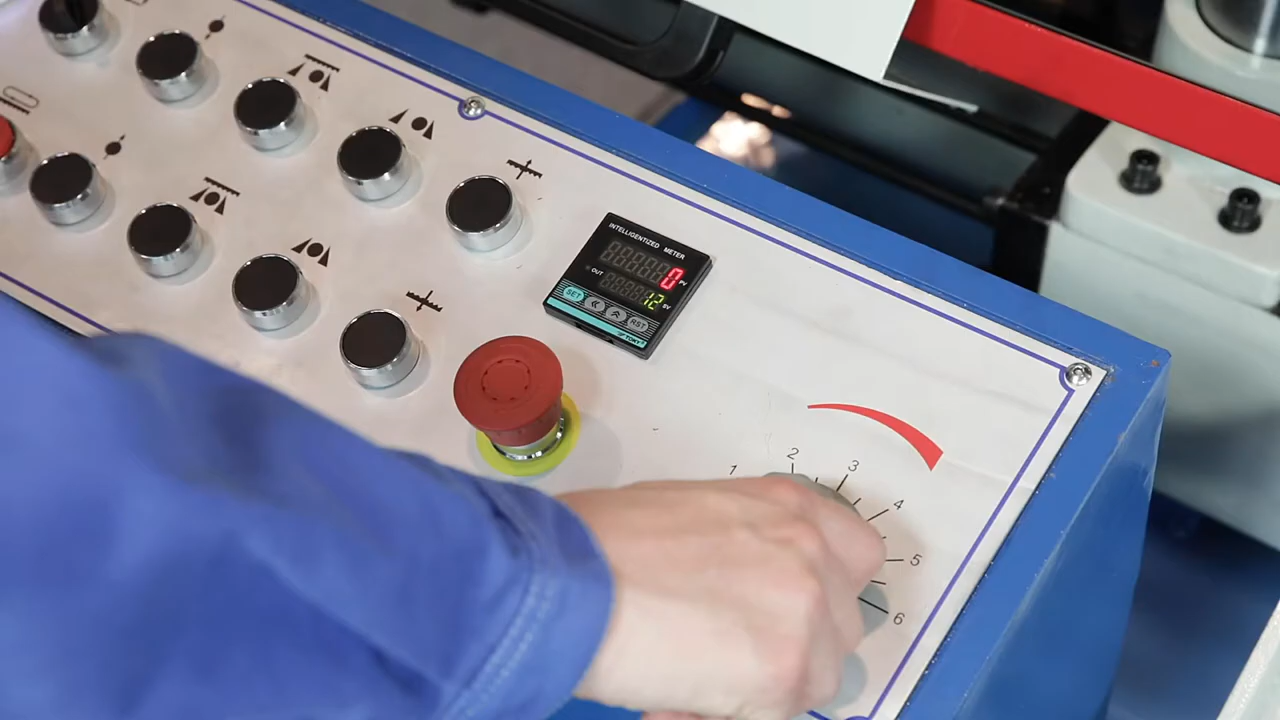 INTELLIGENTIZED METER
0 PV
OUT
12 SV
SET RST
1 2 3 4 5 6